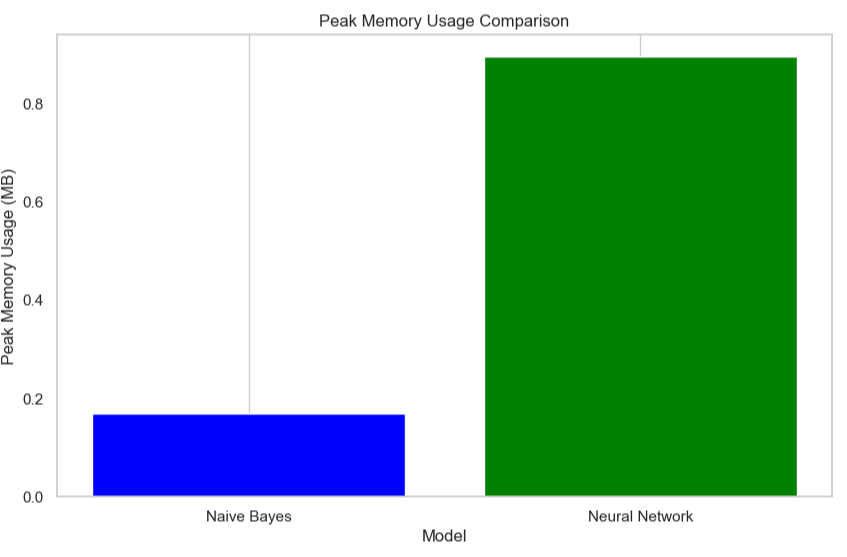 Peak Memory Usage Comparison
Peak Memory Usage (MB)
0.8
0.6
0.4
0.2
0.0
Naive Bayes
Neural Network
Model